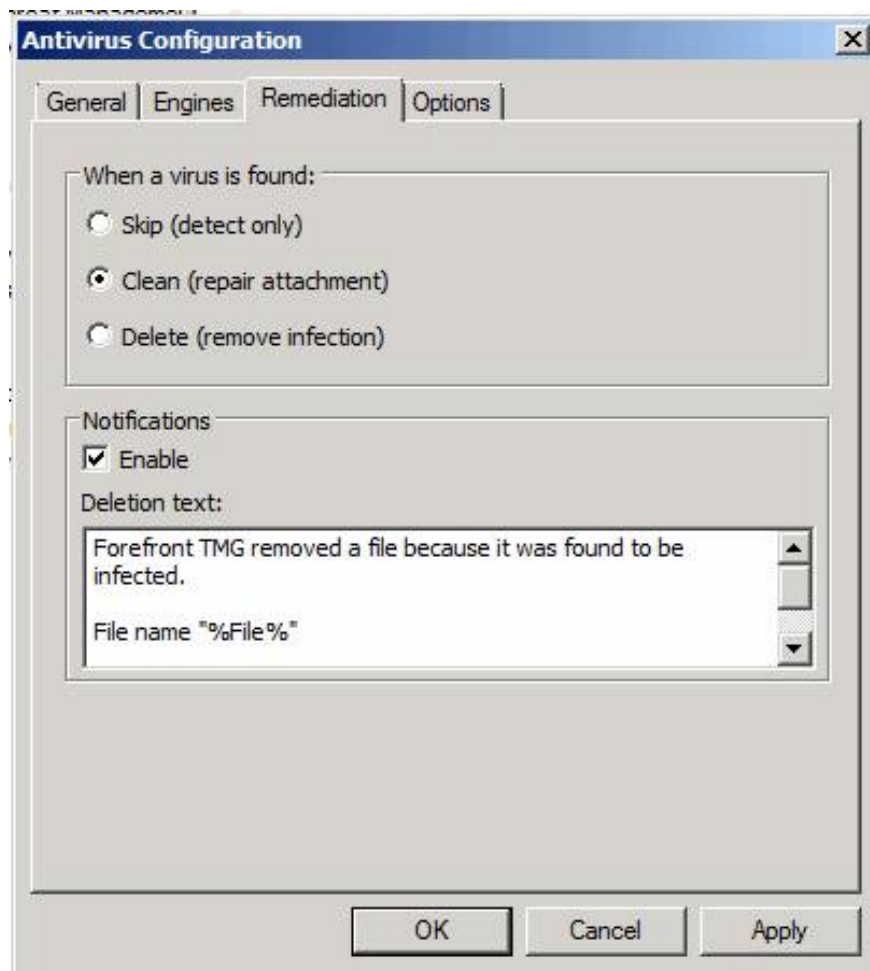 Threat Management
Antivirus Configuration
General Engines Remediation Options
When a virus is found:
Skip (detect only)
Clean (repair attachment)
Delete (remove infection)
Notifications
Enable
Deletion text:
Forefront TMG removed a file because it was found to be
infected.
File name "%File%"
OK Cancel Apply